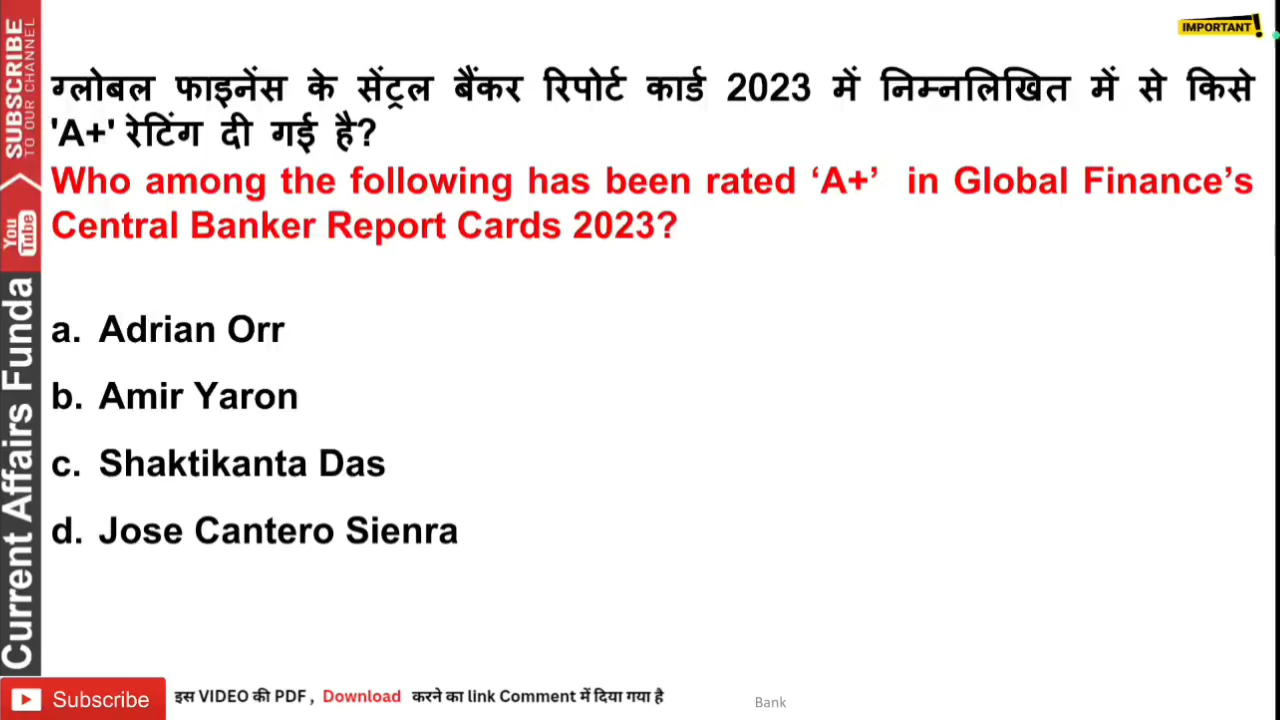 IMPORTANT!
ग्लोबल फाइनेंस के सेंट्रल बैंकर रिपोर्ट कार्ड 2023 में निम्नलिखित में से किसे
'A+' रेटिंग दी गई है?
Who among the following has been rated ‘A+’ in Global Finance’s
Central Banker Report Cards 2023?
a. Adrian Orr
b. Amir Yaron
c. Shaktikanta Das
d. Jose Cantero Sienra
SUBSCRIBE
TO OUR CHANNEL
You
Tube
Current Affairs Funda
Subscribe
इस VIDEO की PDF , Download करने का link Comment में दिया गया है
Bank